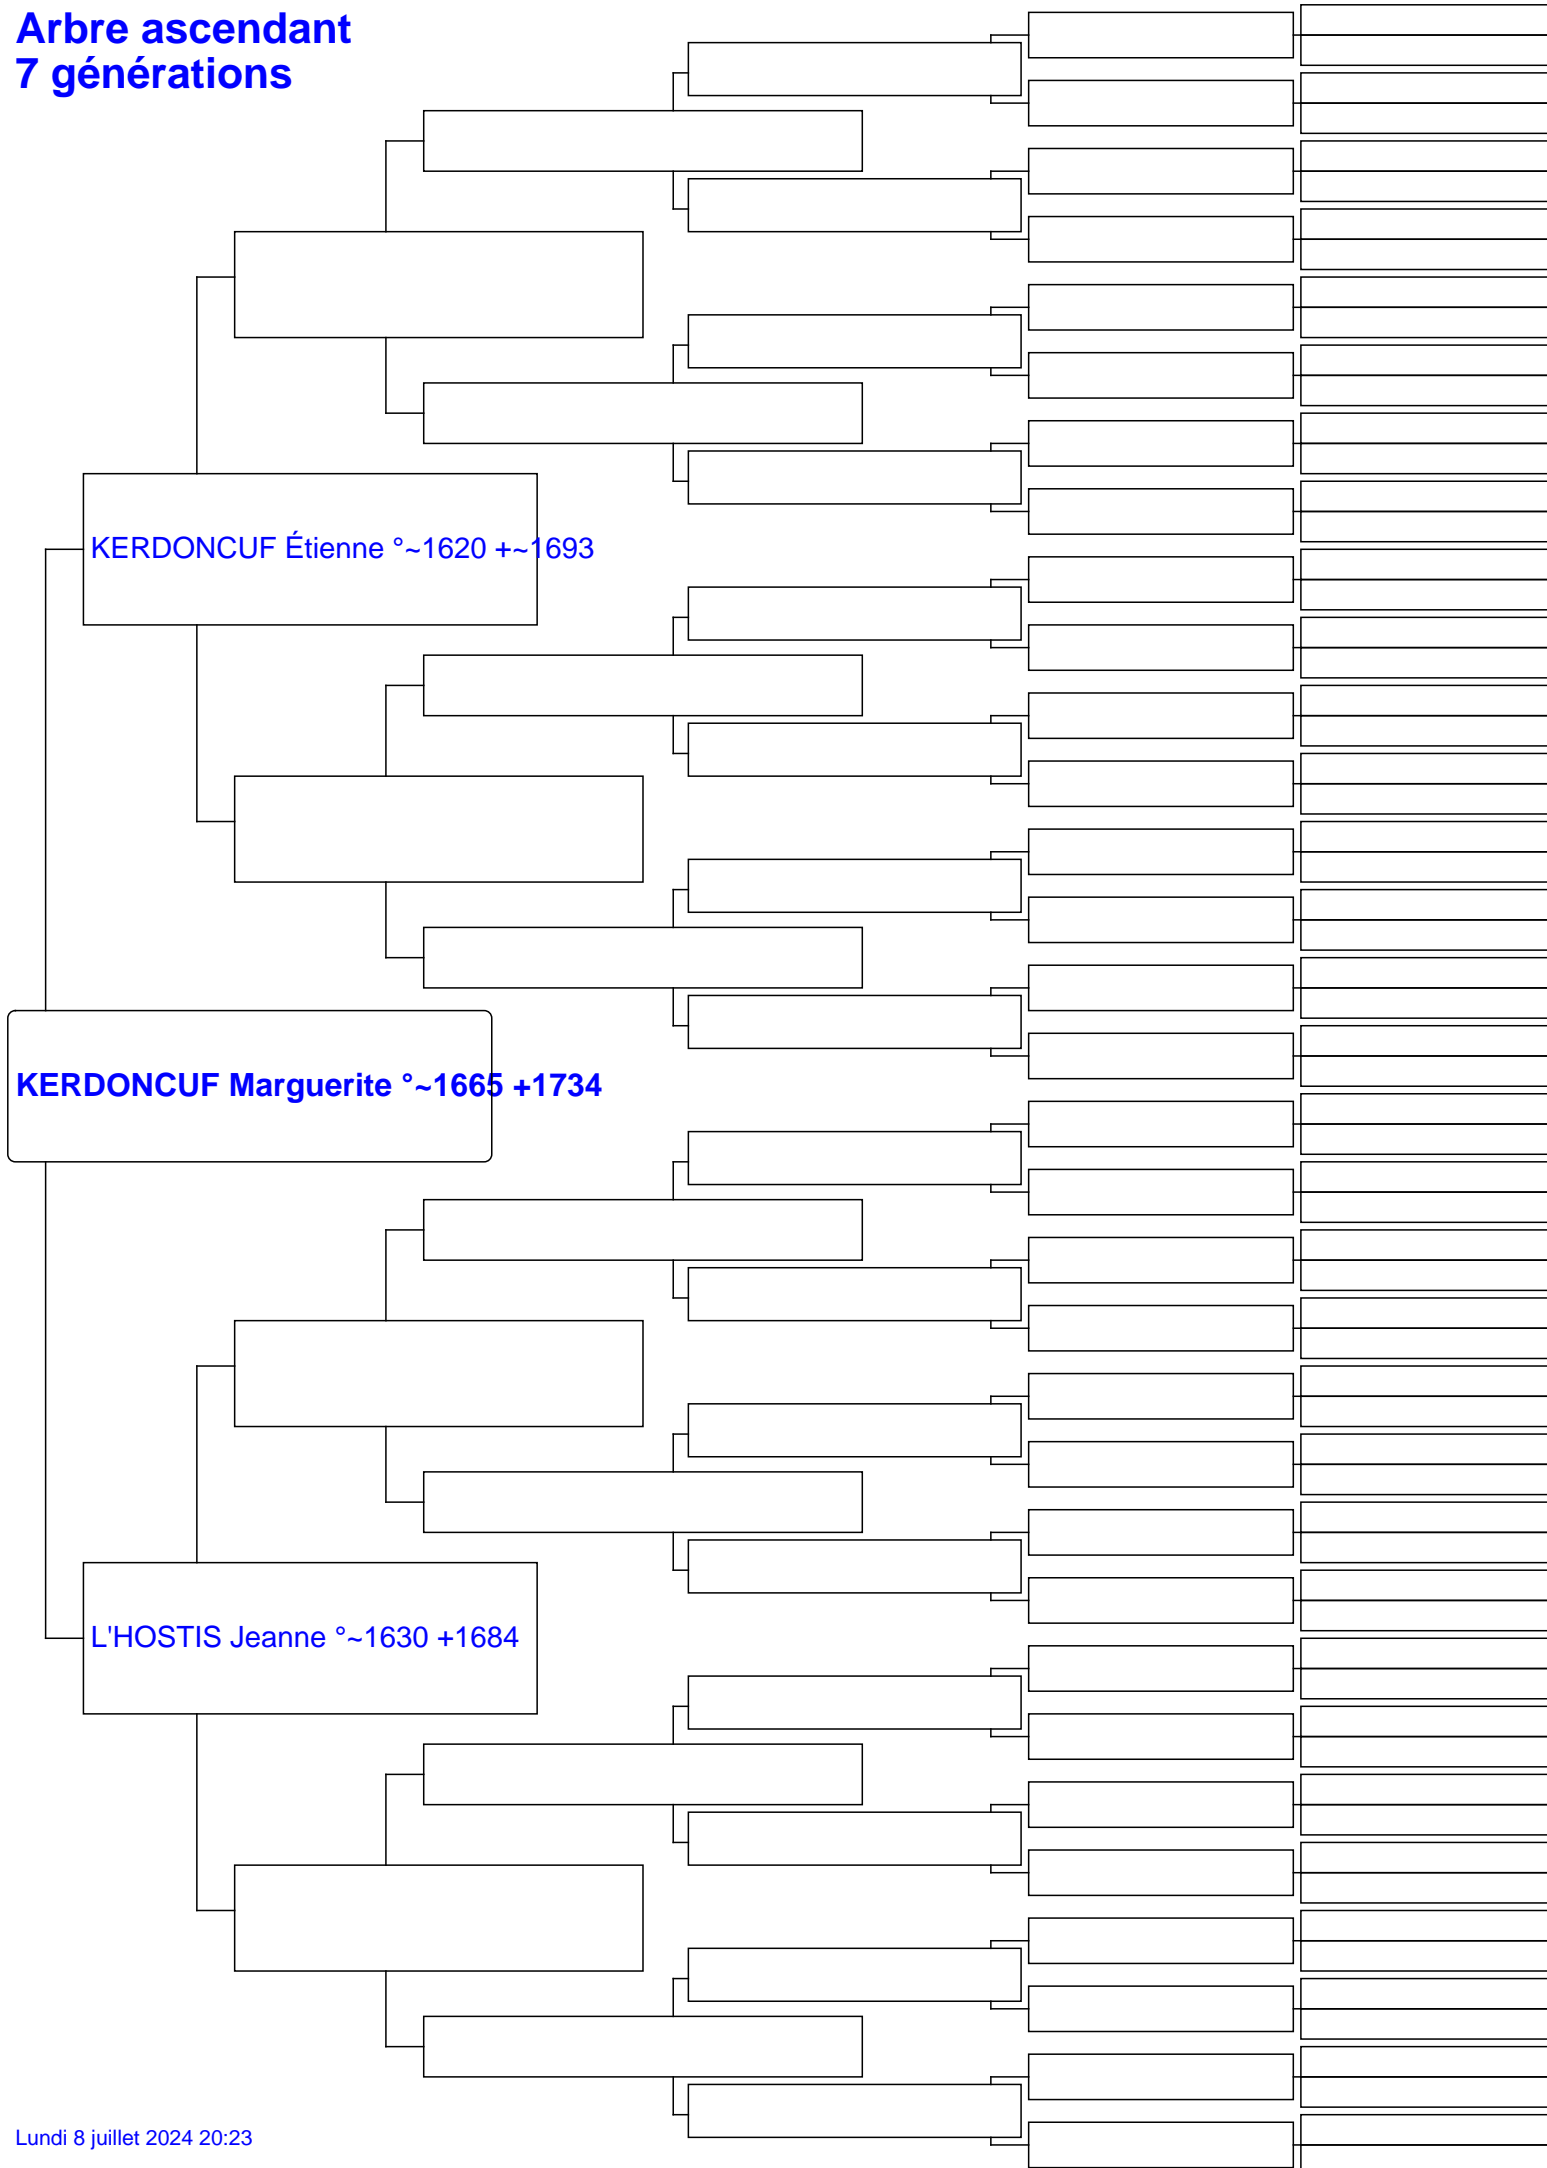 Arbre ascendant
7 générations
KERDONCUF Étienne °~1620 +~1693
KERDONCUF Marguerite °~1665 +1734
L'HOSTIS Jeanne °~1630 +1684
Lundi 8 juillet 2024 20:23